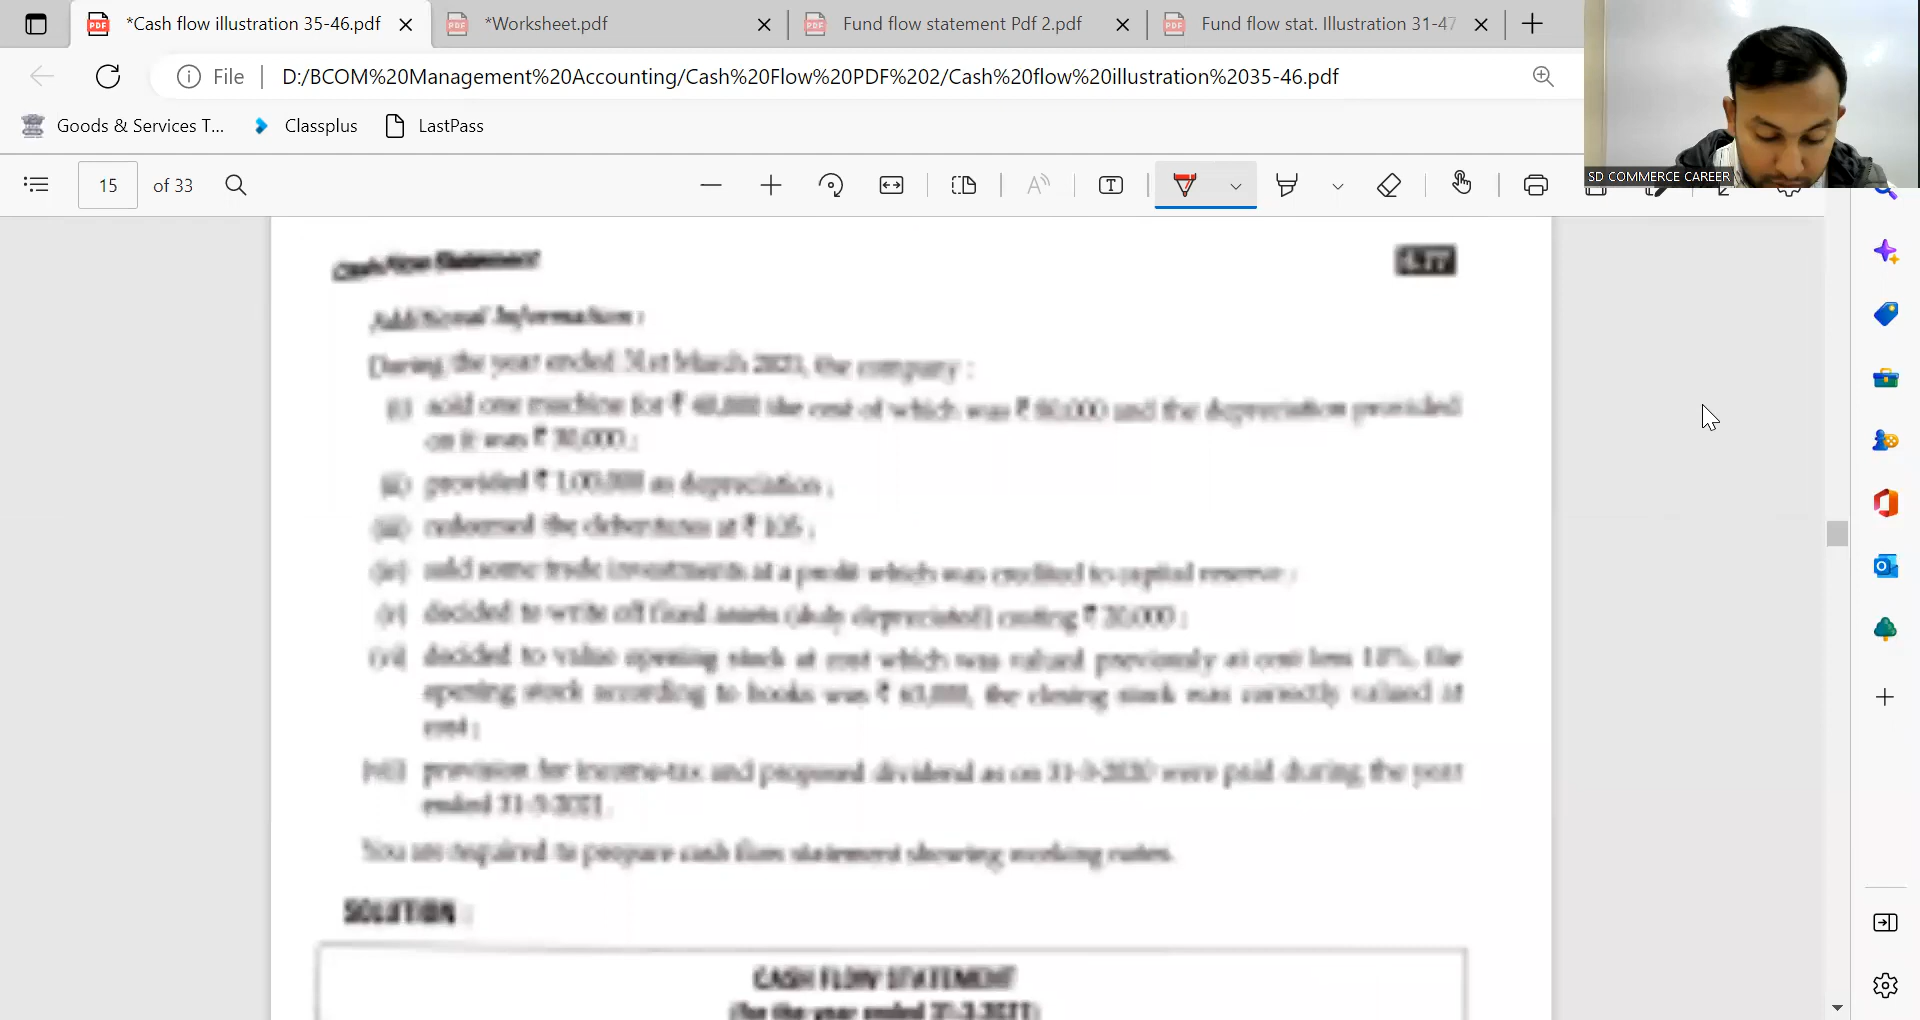 *Cash flow illustration 35-46.pdf
*Worksheet.pdf
Fund flow statement Pdf 2.pdf
Fund flow stat. Illustration 31-47
File
D:/BCOM%20Management%20Accounting/Cash%20Flow%20PDF%202/Cash%20flow%20illustration%2035-46.pdf
Goods & Services T...
Classplus
LastPass
15 of 33
SD COMMERCE CAREER
Cash Flow Statement
Additional Information :
During the year ended 31st March 2021, the company :
(i) sold one machine for ₹ the cost of which was ₹ and the depreciation provided
on it was ₹ 30,000 ;
(ii) provided ₹ 1,00,000 as depreciation ;
(iii) redeemed the debentures at ₹ 105 ;
(iv) sold some trade investments at a profit which was credited to capital reserve ;
(v) decided to write off fixed assets (duly depreciated) costing ₹ 20,000 ;
(vi) decided to value opening stock at cost which was valued previously at cost less 10%, the
opening stock according to books was ₹ the closing stock was correctly valued at
cost ;
(vii) provision for income-tax and proposed dividend as on 31-3-2020 were paid during the year
ended 31-3-2021.
You are required to prepare cash flow statement showing working notes.
SOLUTION :
CASH FLOW STATEMENT
(for the year ended 31-3-2021)